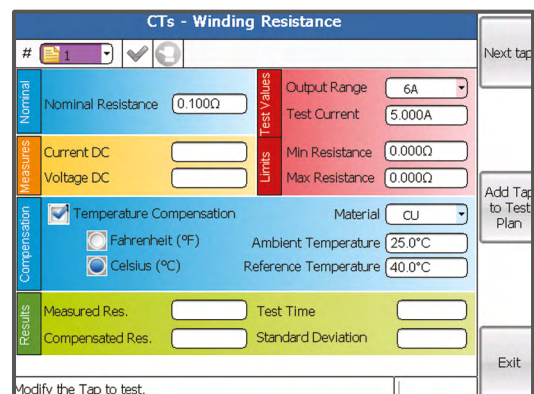 CTs - Winding Resistance
# 1
Next tap
Nominal
Nominal Resistance 0.100Ω
Test Values
Output Range 6A
Test Current 5.000A
Measures
Current DC
Voltage DC
Limits
Min Resistance 0.000Ω
Max Resistance 0.000Ω
Add Tap
to Test
Plan
Compensation
Temperature Compensation
Material CU
Fahrenheit (ºF)
Ambient Temperature 25.0°C
Celsius (ºC)
Reference Temperature 40.0°C
Results
Measured Res.
Test Time
Compensated Res.
Standard Deviation
Exit
Modify the Tap to test.